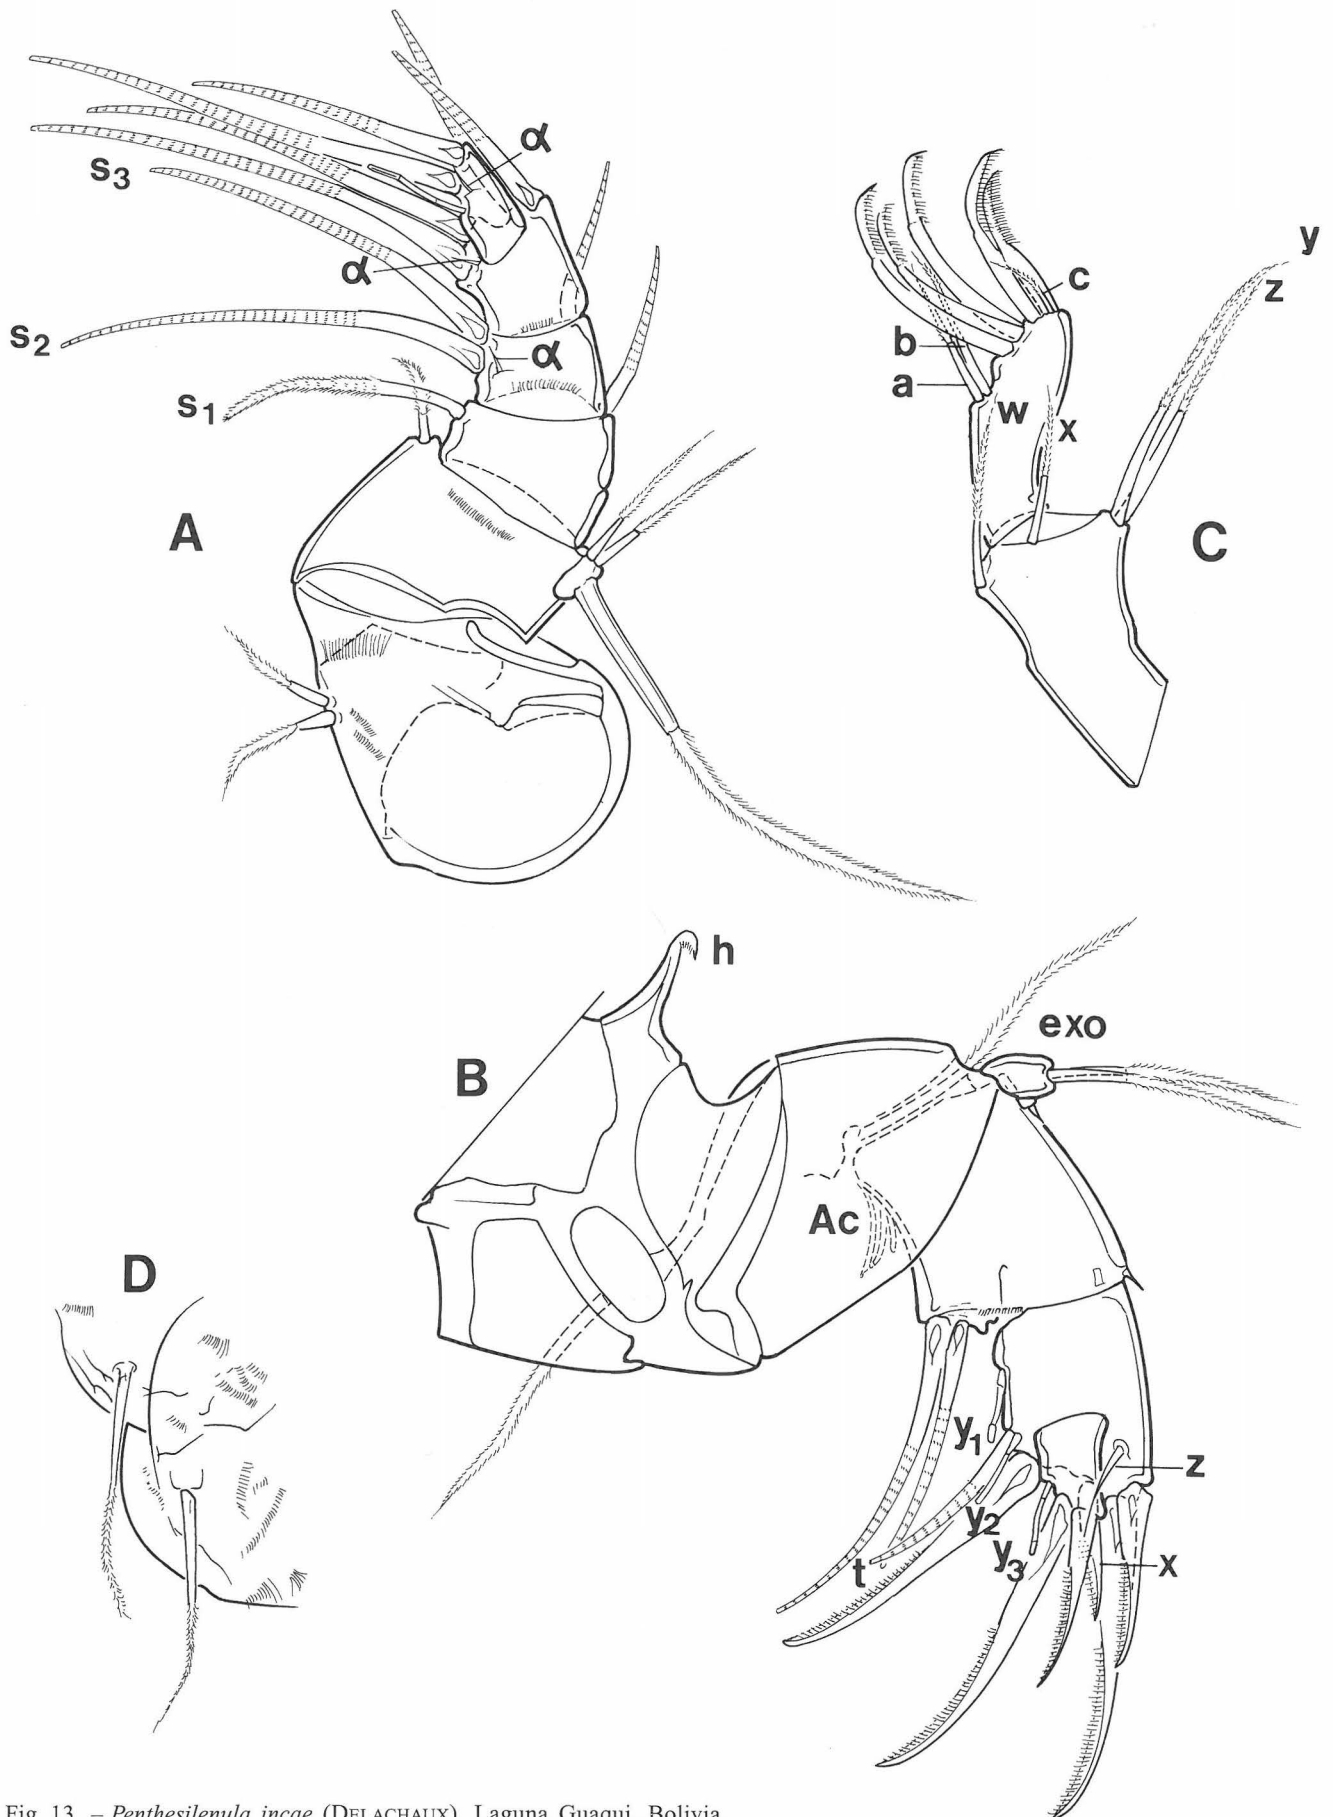 α
s3
α
s2
α
s1
A
y
z
c
b
a
w
x
C
h
B
exo
Ac
D
y1
z
y2
y3
t
x
Fig. 13. – Penthesilenula incae (DELACHAUX), Laguna Guaqui, Bolivia